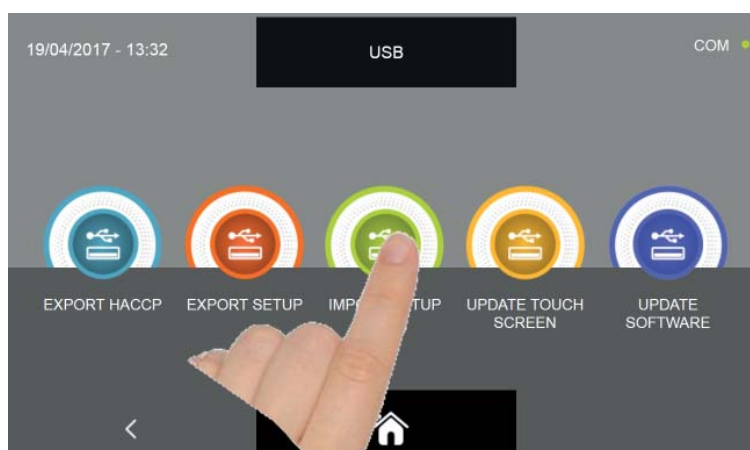 19/04/2017 - 13:32
USB
COM
EXPORT HACCP
EXPORT SETUP
UPDATE TOUCH
SCREEN
UPDATE
SOFTWARE